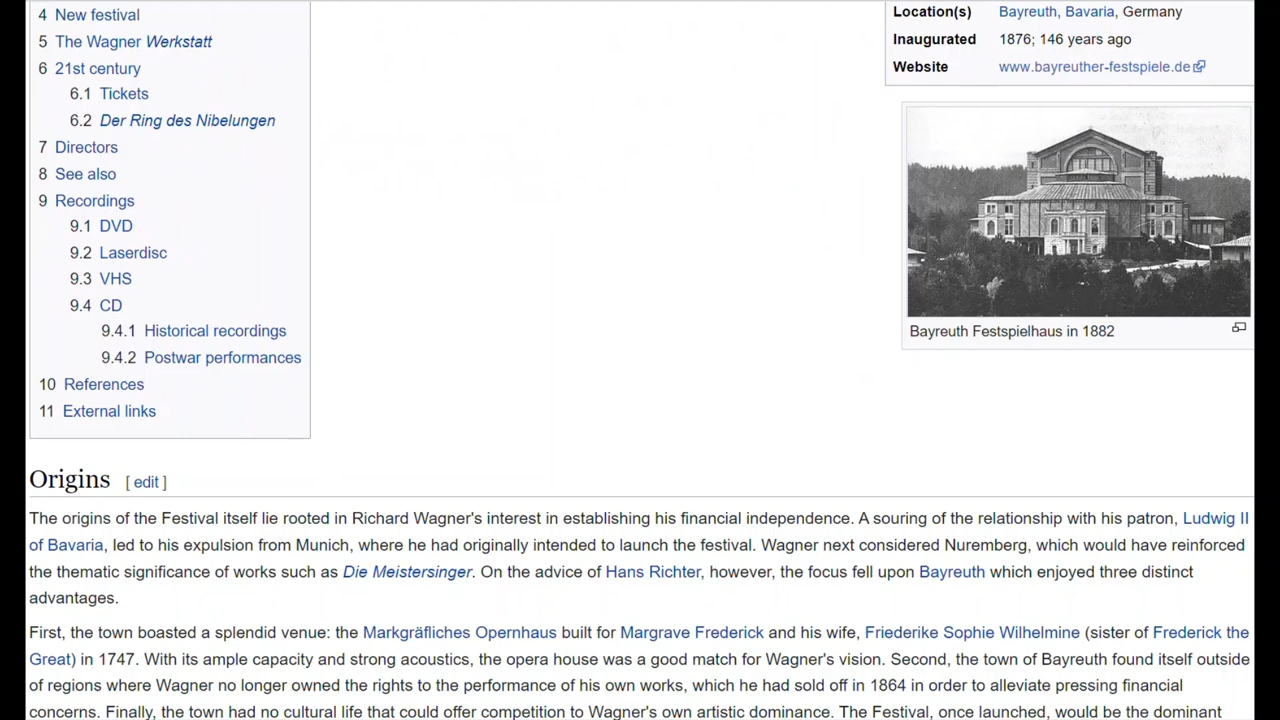 4 New festival
5 The Wagner Werkstatt
6 21st century
6.1 Tickets
6.2 Der Ring des Nibelungen
7 Directors
8 See also
9 Recordings
9.1 DVD
9.2 Laserdisc
9.3 VHS
9.4 CD
9.4.1 Historical recordings
9.4.2 Postwar performances
10 References
11 External links
Location(s) Bayreuth, Bavaria, Germany
Inaugurated 1876; 146 years ago
Website www.bayreuther-festspiele.de
Bayreuth Festspielhaus in 1882
Origins [ edit ]
The origins of the Festival itself lie rooted in Richard Wagner's interest in establishing his financial independence. A souring of the relationship with his patron, Ludwig II
of Bavaria, led to his expulsion from Munich, where he had originally intended to launch the festival. Wagner next considered Nuremberg, which would have reinforced
the thematic significance of works such as Die Meistersinger. On the advice of Hans Richter, however, the focus fell upon Bayreuth which enjoyed three distinct
advantages.
First, the town boasted a splendid venue: the Markgräfliches Opernhaus built for Margrave Frederick and his wife, Friederike Sophie Wilhelmine (sister of Frederick the
Great) in 1747. With its ample capacity and strong acoustics, the opera house was a good match for Wagner's vision. Second, the town of Bayreuth found itself outside
of regions where Wagner no longer owned the rights to the performance of his own works, which he had sold off in 1864 in order to alleviate pressing financial
concerns. Finally, the town had no cultural life that could offer competition to Wagner's own artistic dominance. The Festival, once launched, would be the dominant